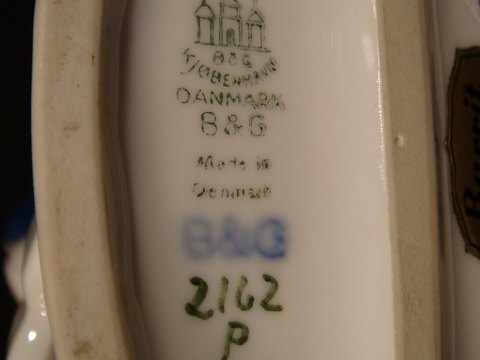 B&G
KJØBENHAVN
DANMARK
B&G
Made in
Denmark
B&G
2162
P